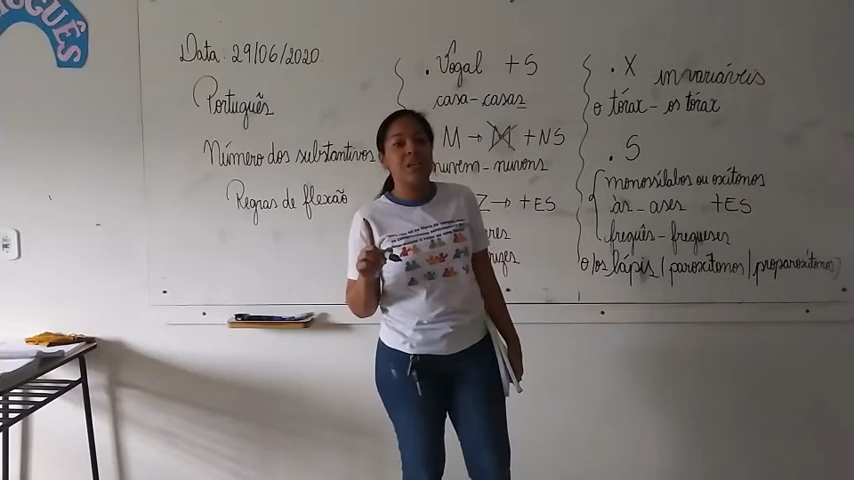 PORTUGUÊS
Data: 29/06/2020
Português
Número dos substantivos
Regras de flexão
. Vogal +S
casa-casas
M → M +NS
nuvem-nuvens
Z → +ES
. X invariáveis
o tórax-os tórax
. S
monossílabos ou oxítonos
ás-ases +ES
freguês-fregueses
o/os lápis (paroxítonos/proparoxítonos)